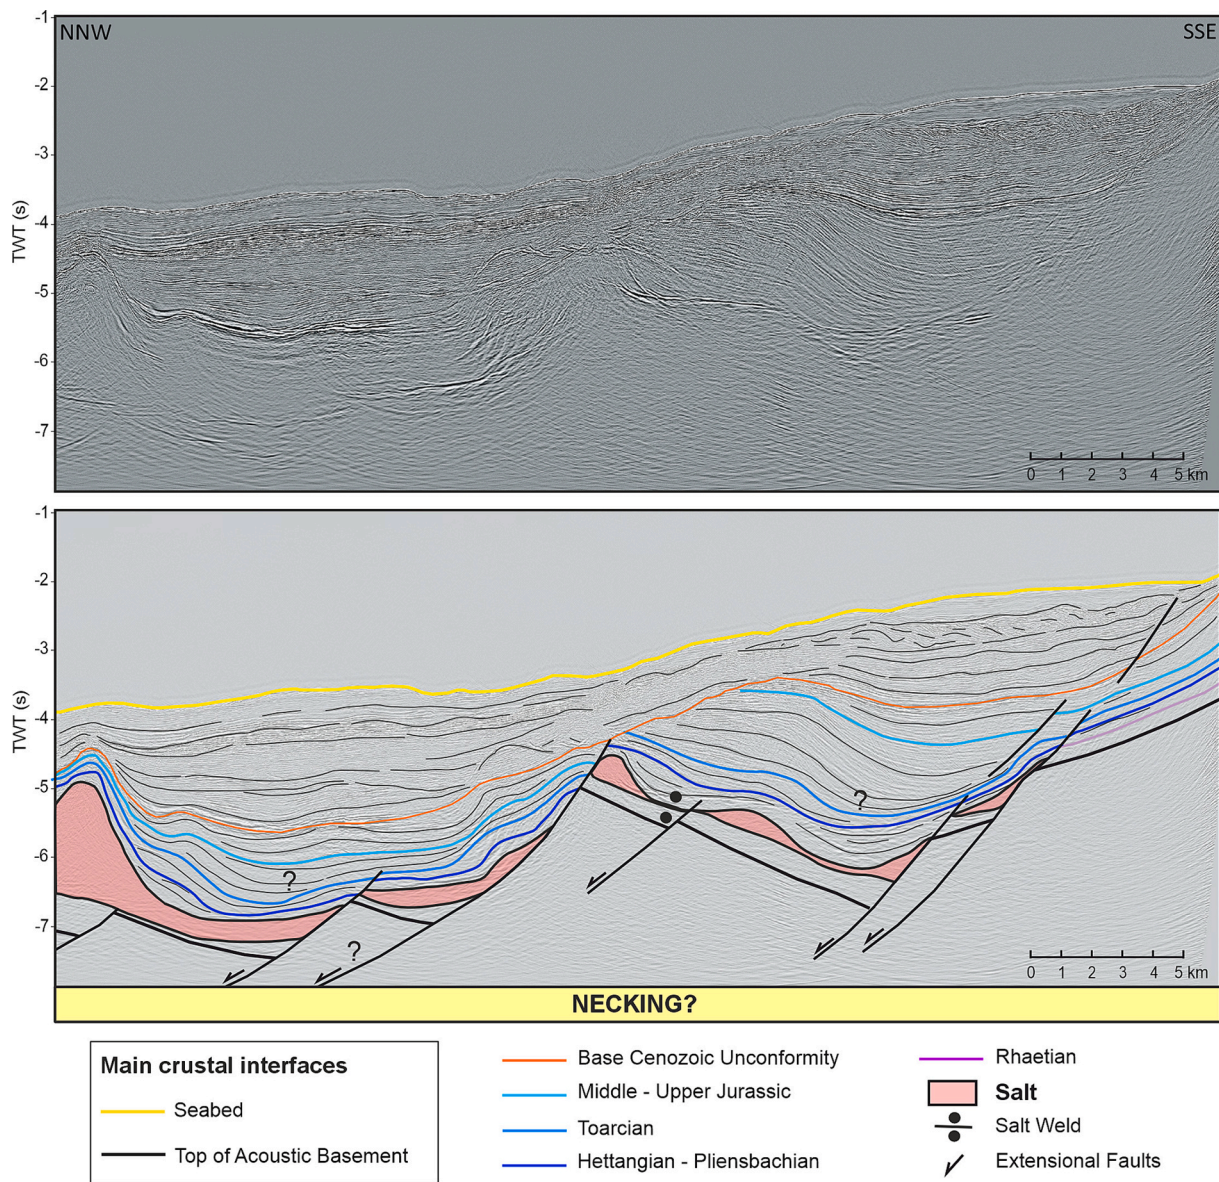 -1
NNW
SSE
-2
-3
-4
TWT (s)
-5
-6
-7
0 1 2 3 4 5 km
-1
-2
-3
-4
TWT (s)
-5
?
-6
?
-7
?
0 1 2 3 4 5 km
NECKING?
Main crustal interfaces
Seabed
Top of Acoustic Basement
Base Cenozoic Unconformity
Middle - Upper Jurassic
Toarcian
Hettangian - Pliensbachian
Rhaetian
Salt
Salt Weld
Extensional Faults